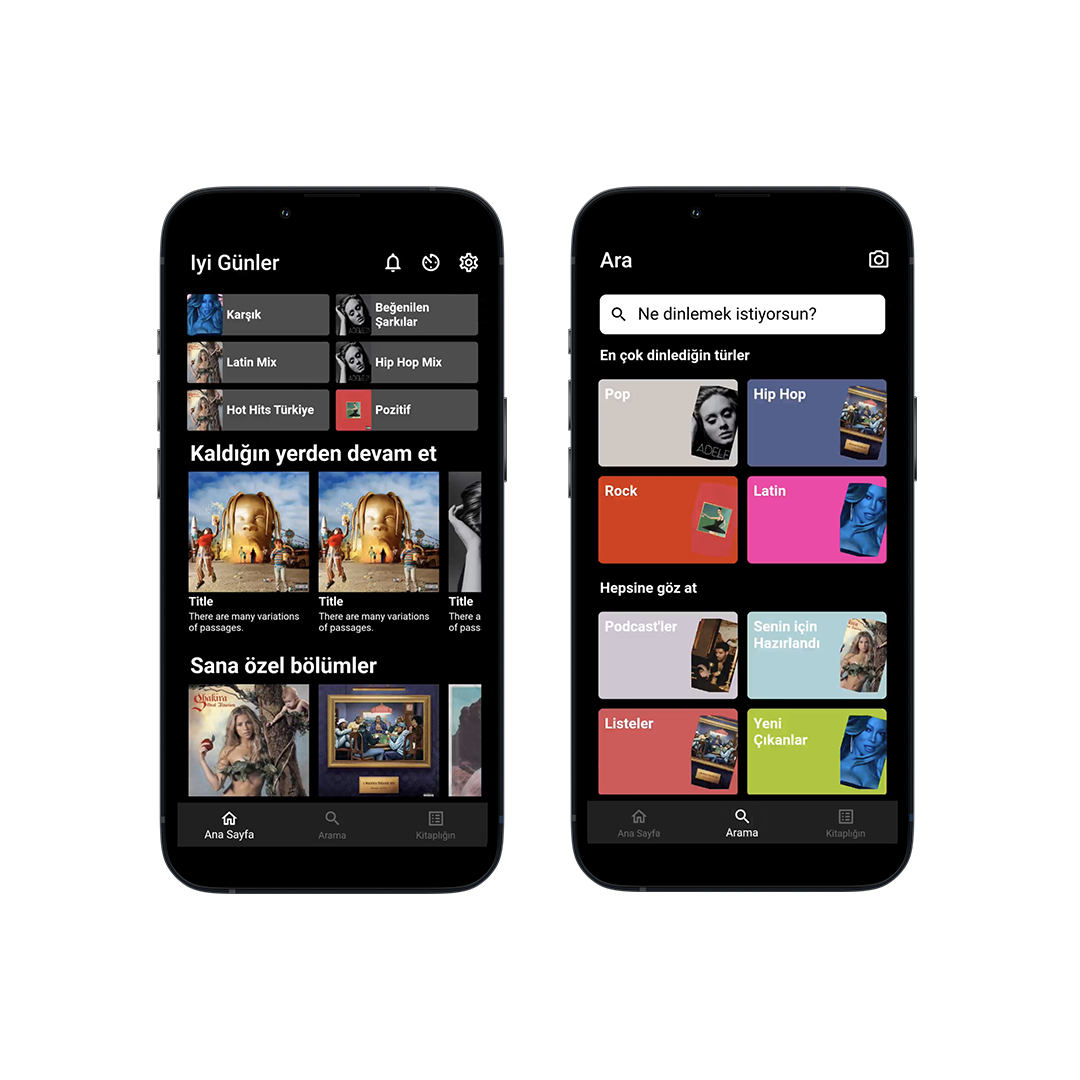 Iyi Günler
Karşık
Beğenilen
Şarkılar
Latin Mix
Hip Hop Mix
Hot Hits Türkiye
Pozitif
Kaldığın yerden devam et
Title
There are many variations
of passages.
Title
There are many variations
of passages.
Title
There a
of pass
Sana özel bölümler
Shakira
Ana Sayfa
Arama
Kitaplığın
Ara
Ne dinlemek istiyorsun?
En çok dinlediğin türler
Pop
ADELE
Hip Hop
Rock
Latin
Hepsine göz at
Podcast'ler
Senin için
Hazırlandı
Listeler
Yeni
Çıkanlar
Ana Sayfa
Arama
Kitaplığın